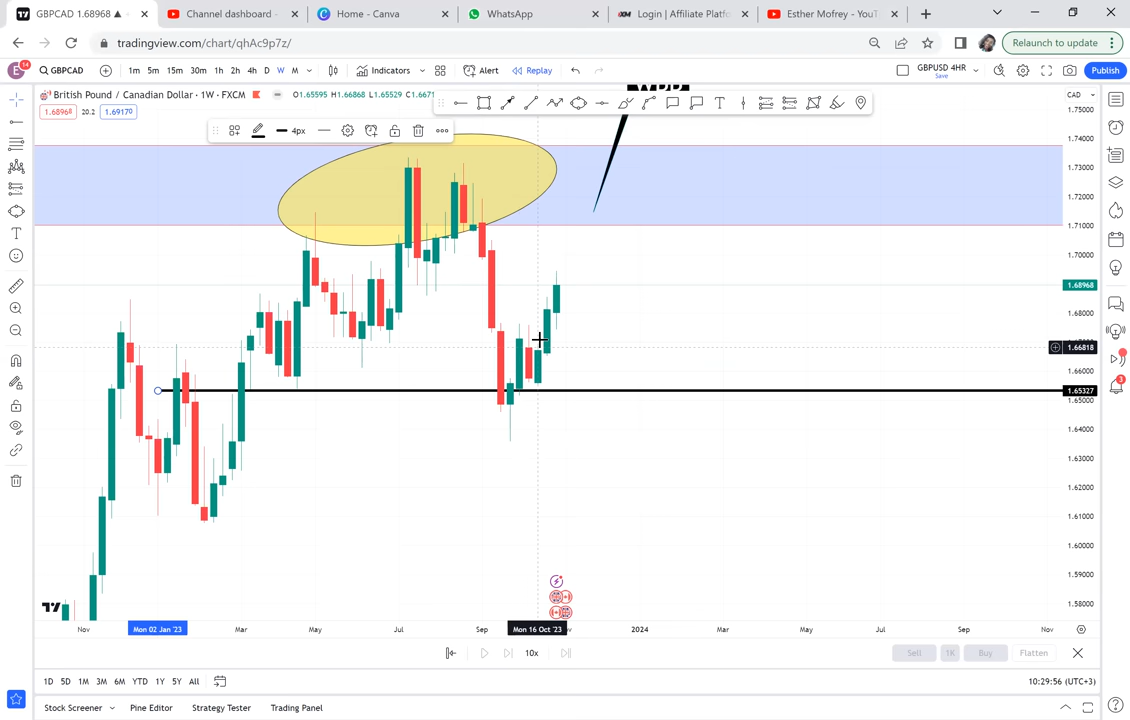 GBPCAD 1.68968 ▲
Channel dashboard
Home - Canva
WhatsApp
Login | Affiliate Platf
Esther Mofrey - YouT
tradingview.com/chart/qhAc9p7z/
Relaunch to update
E
14
GBPCAD
1m 5m 15m 30m 1h 2h 4h D W M
Indicators
Alert
Replay
GBPUSD 4HR
Save
Publish
British Pound / Canadian Dollar · 1W · FXCM
O1.65595 H1.66868 L1.65529 C1.6671
CAD
1.68968
20.2
1.69170
4px
1.75000
1.74000
1.73000
1.72000
1.71000
1.70000
1.68968
1.68000
1.66818
1.66000
1.65327
1.65000
1.64000
1.63000
1.62000
1.61000
1.60000
1.59000
1.58000
3
Nov
Mon 02 Jan '23
Mar
May
Jul
Sep
Mon 16 Oct '23
2024
Mar
May
Jul
Sep
Nov
10x
Sell
1K
Buy
Flatten
1D 5D 1M 3M 6M YTD 1Y 5Y All
10:29:56 (UTC+3)
Stock Screener
Pine Editor
Strategy Tester
Trading Panel